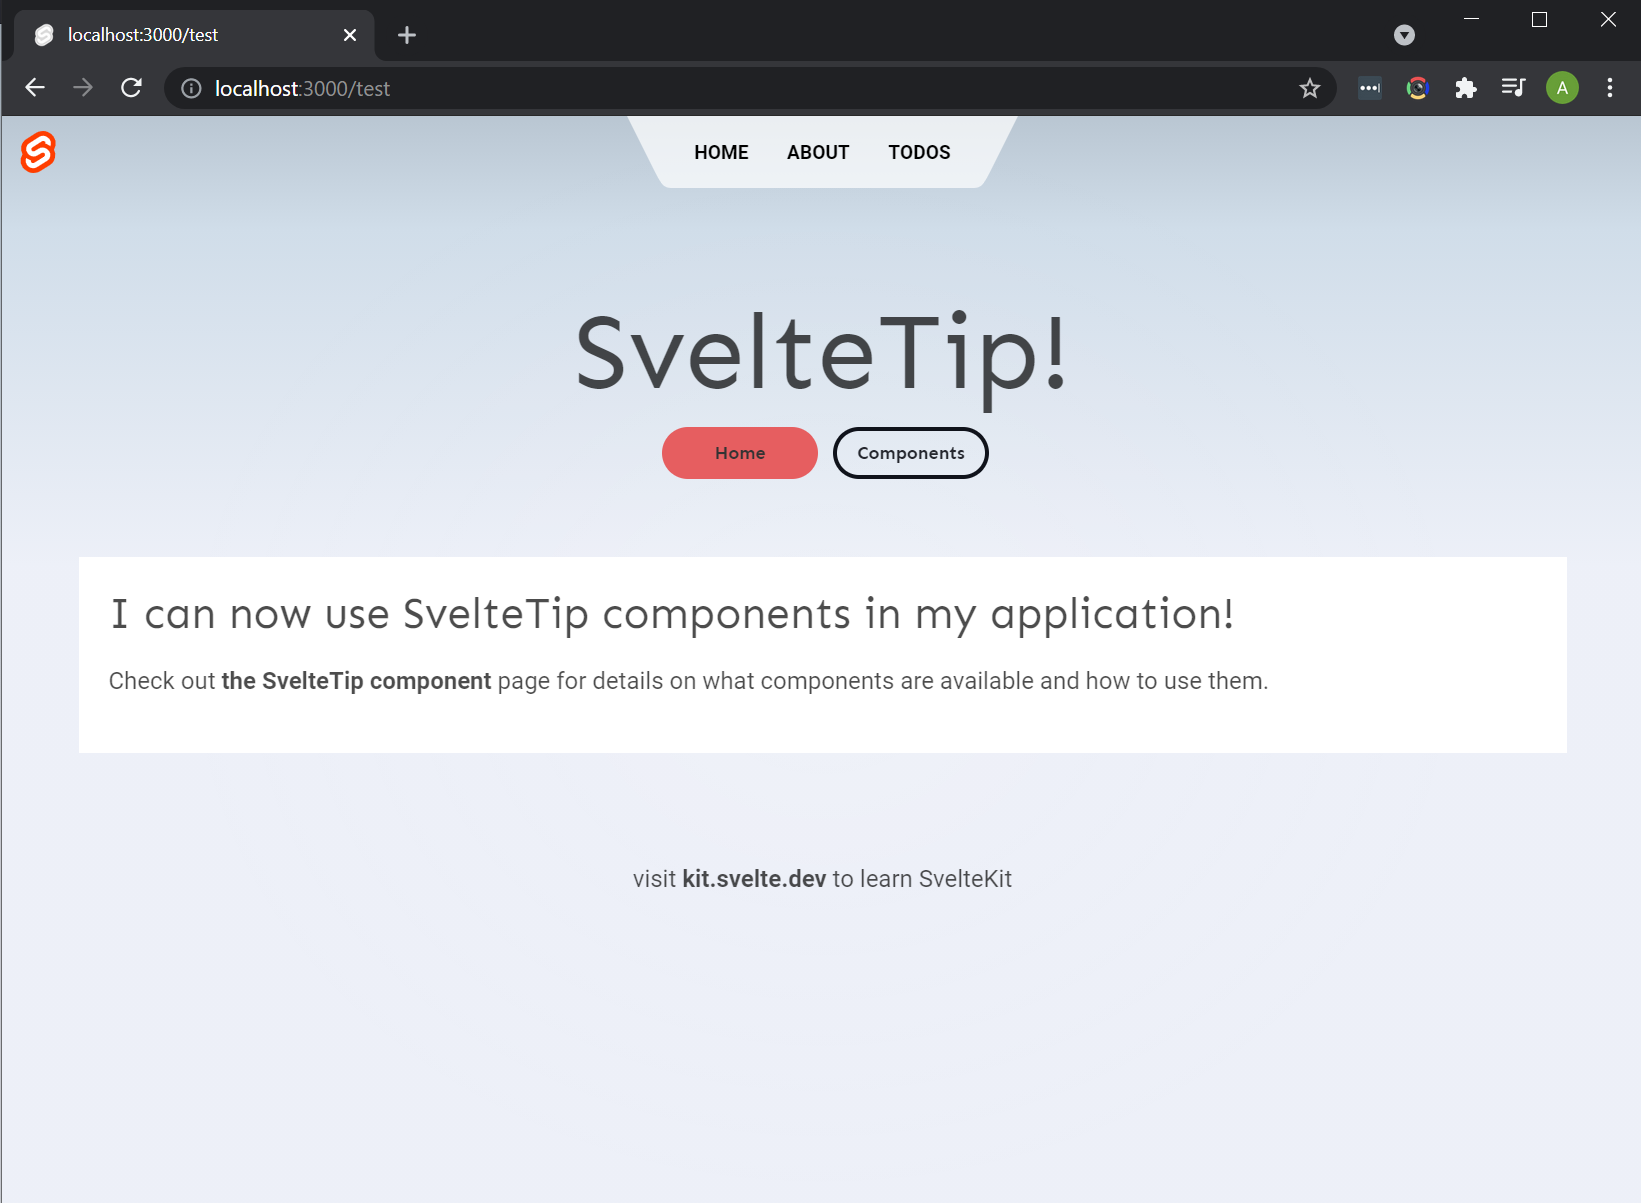 localhost:3000/test
localhost:3000/test
A
HOME ABOUT TODOS
SvelteTip!
Home Components
I can now use SvelteTip components in my application!
Check out the SvelteTip component page for details on what components are available and how to use them.
visit kit.svelte.dev to learn SvelteKit